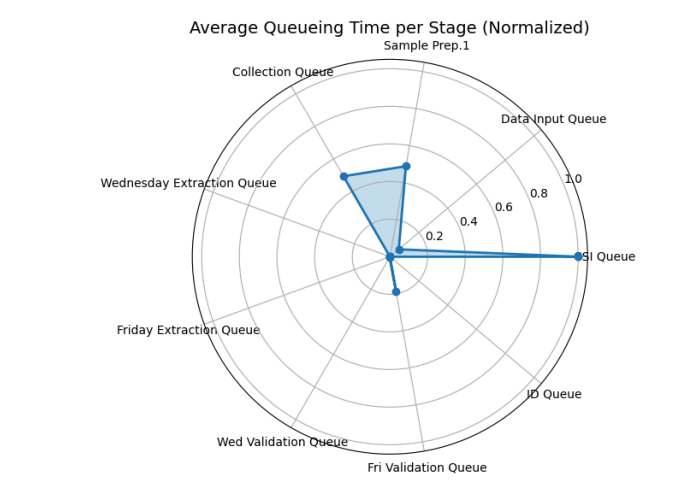 Average Queueing Time per Stage (Normalized)
Sample Prep.1
Collection Queue
Data Input Queue
1.0
Wednesday Extraction Queue
0.8
0.6
0.4
0.2
SI Queue
Friday Extraction Queue
ID Queue
Wed Validation Queue
Fri Validation Queue